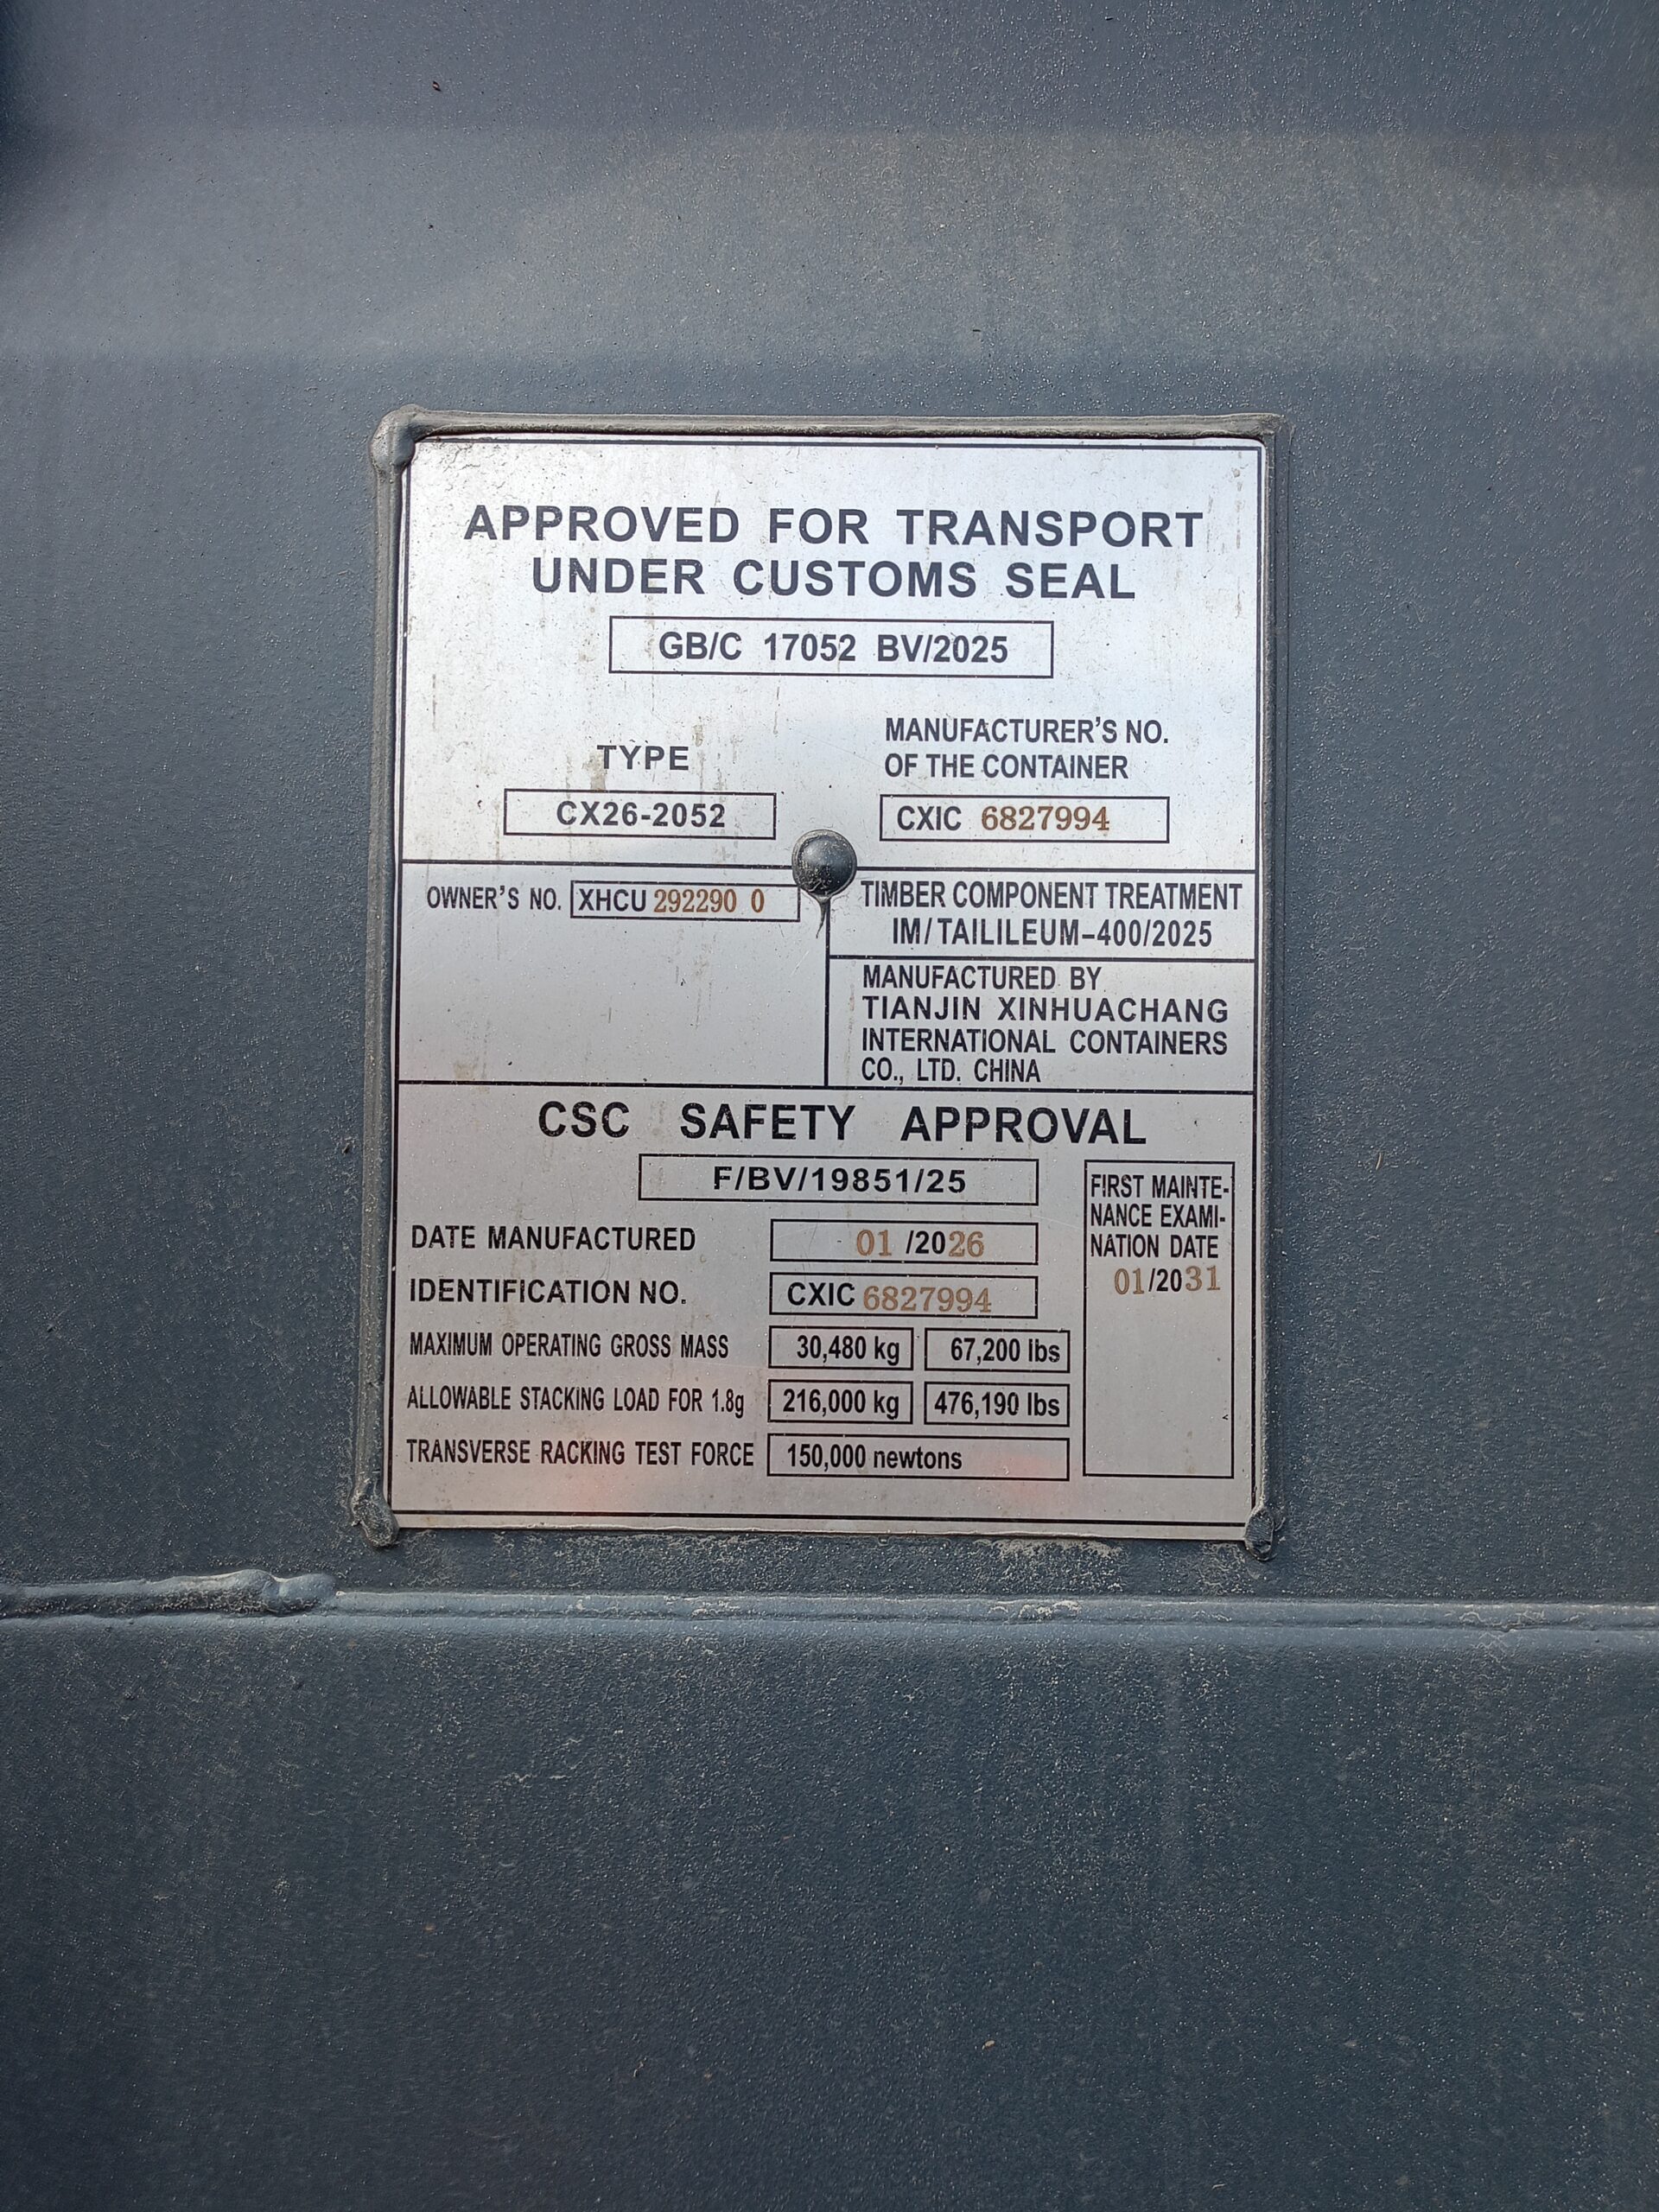 APPROVED FOR TRANSPORT
UNDER CUSTOMS SEAL
GB/C 17052 BV/2025
TYPE
CX26-2052
MANUFACTURER'S NO.
OF THE CONTAINER
CXIC 6827994
OWNER'S NO. XHCU 292290 0
TIMBER COMPONENT TREATMENT
IM/TAILILEUM-400/2025
MANUFACTURED BY
TIANJIN XINHUACHANG
INTERNATIONAL CONTAINERS
CO., LTD. CHINA
CSC SAFETY APPROVAL
F/BV/19851/25
DATE MANUFACTURED 01/2026
IDENTIFICATION NO. CXIC 6827994
MAXIMUM OPERATING GROSS MASS 30,480 kg 67,200 lbs
ALLOWABLE STACKING LOAD FOR 1.8g 216,000 kg 476,190 lbs
TRANSVERSE RACKING TEST FORCE 150,000 newtons
FIRST MAINTE-
NANCE EXAMI-
NATION DATE
01/2031